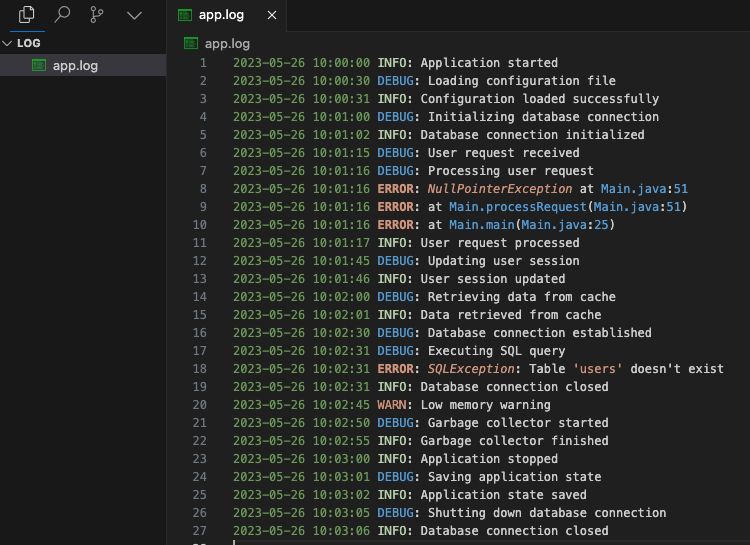 app.log
LOG
app.log
app.log
1 2023-05-26 10:00:00 INFO: Application started
2 2023-05-26 10:00:30 DEBUG: Loading configuration file
3 2023-05-26 10:00:31 INFO: Configuration loaded successfully
4 2023-05-26 10:01:00 DEBUG: Initializing database connection
5 2023-05-26 10:01:02 INFO: Database connection initialized
6 2023-05-26 10:01:15 DEBUG: User request received
7 2023-05-26 10:01:16 DEBUG: Processing user request
8 2023-05-26 10:01:16 ERROR: NullPointerException at Main.java:51
9 2023-05-26 10:01:16 ERROR: at Main.processRequest(Main.java:51)
10 2023-05-26 10:01:16 ERROR: at Main.main(Main.java:25)
11 2023-05-26 10:01:17 INFO: User request processed
12 2023-05-26 10:01:45 DEBUG: Updating user session
13 2023-05-26 10:01:46 INFO: User session updated
14 2023-05-26 10:02:00 DEBUG: Retrieving data from cache
15 2023-05-26 10:02:01 INFO: Data retrieved from cache
16 2023-05-26 10:02:30 DEBUG: Database connection established
17 2023-05-26 10:02:31 DEBUG: Executing SQL query
18 2023-05-26 10:02:31 ERROR: SQLException: Table 'users' doesn't exist
19 2023-05-26 10:02:31 INFO: Database connection closed
20 2023-05-26 10:02:45 WARN: Low memory warning
21 2023-05-26 10:02:50 DEBUG: Garbage collector started
22 2023-05-26 10:02:55 INFO: Garbage collector finished
23 2023-05-26 10:03:00 INFO: Application stopped
24 2023-05-26 10:03:01 DEBUG: Saving application state
25 2023-05-26 10:03:02 INFO: Application state saved
26 2023-05-26 10:03:05 DEBUG: Shutting down database connection
27 2023-05-26 10:03:06 INFO: Database connection closed